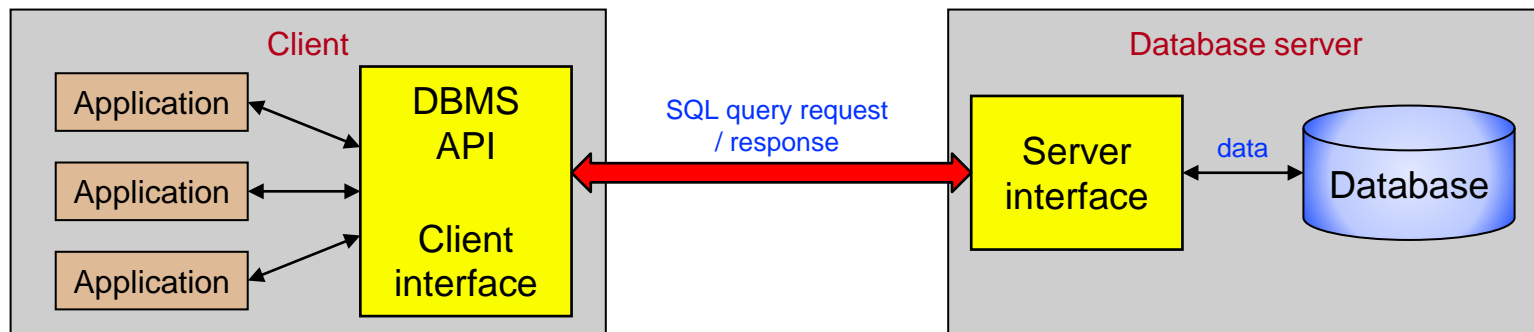 Client
Application
Application
Application
DBMS
API
Client
interface
SQL query request
/ response
Database server
Server
interface
data
Database